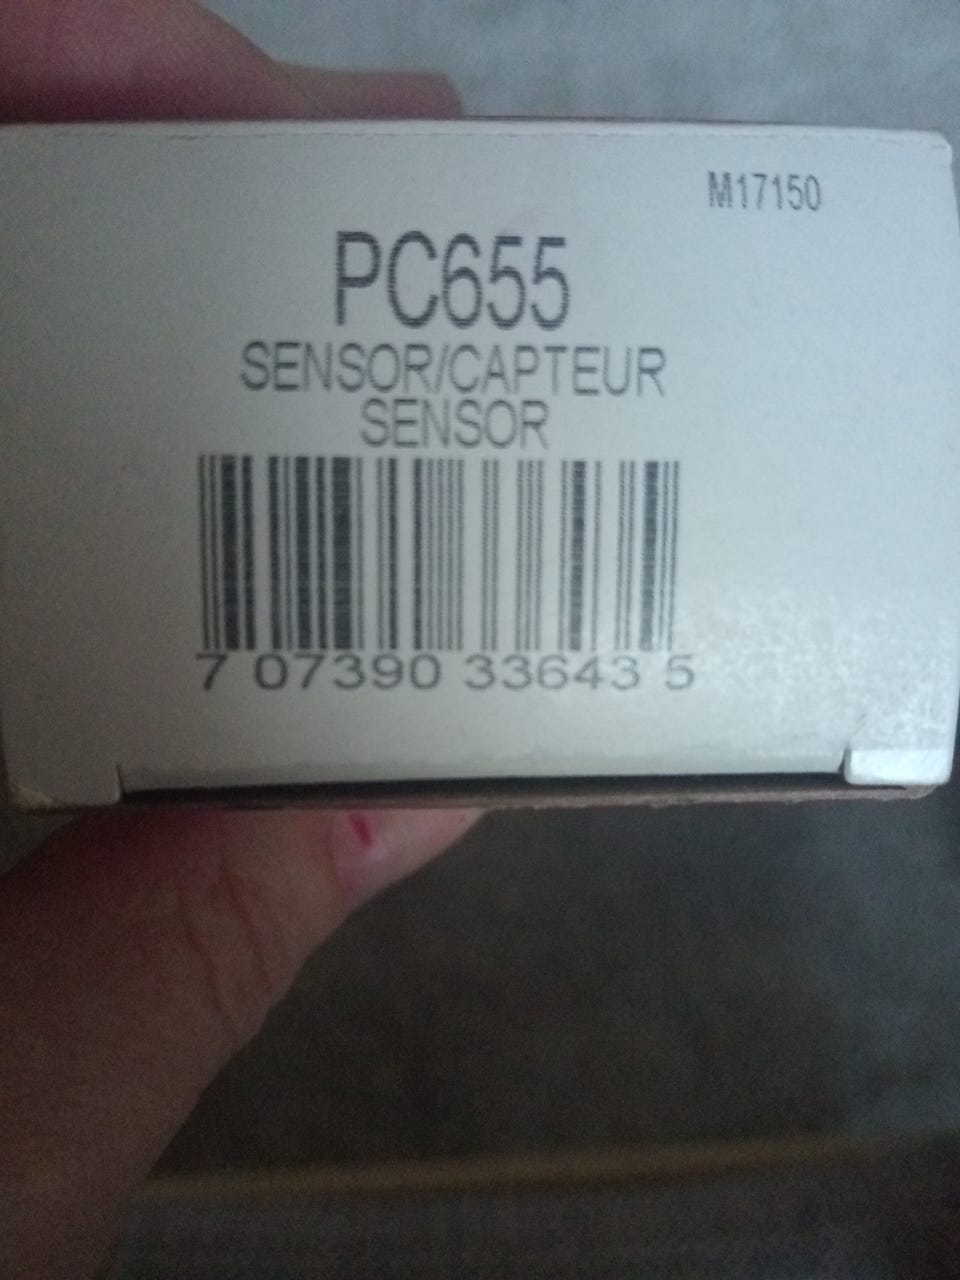 M17150
PC655
SENSOR/CAPTEUR
SENSOR
7 07390 33643 5